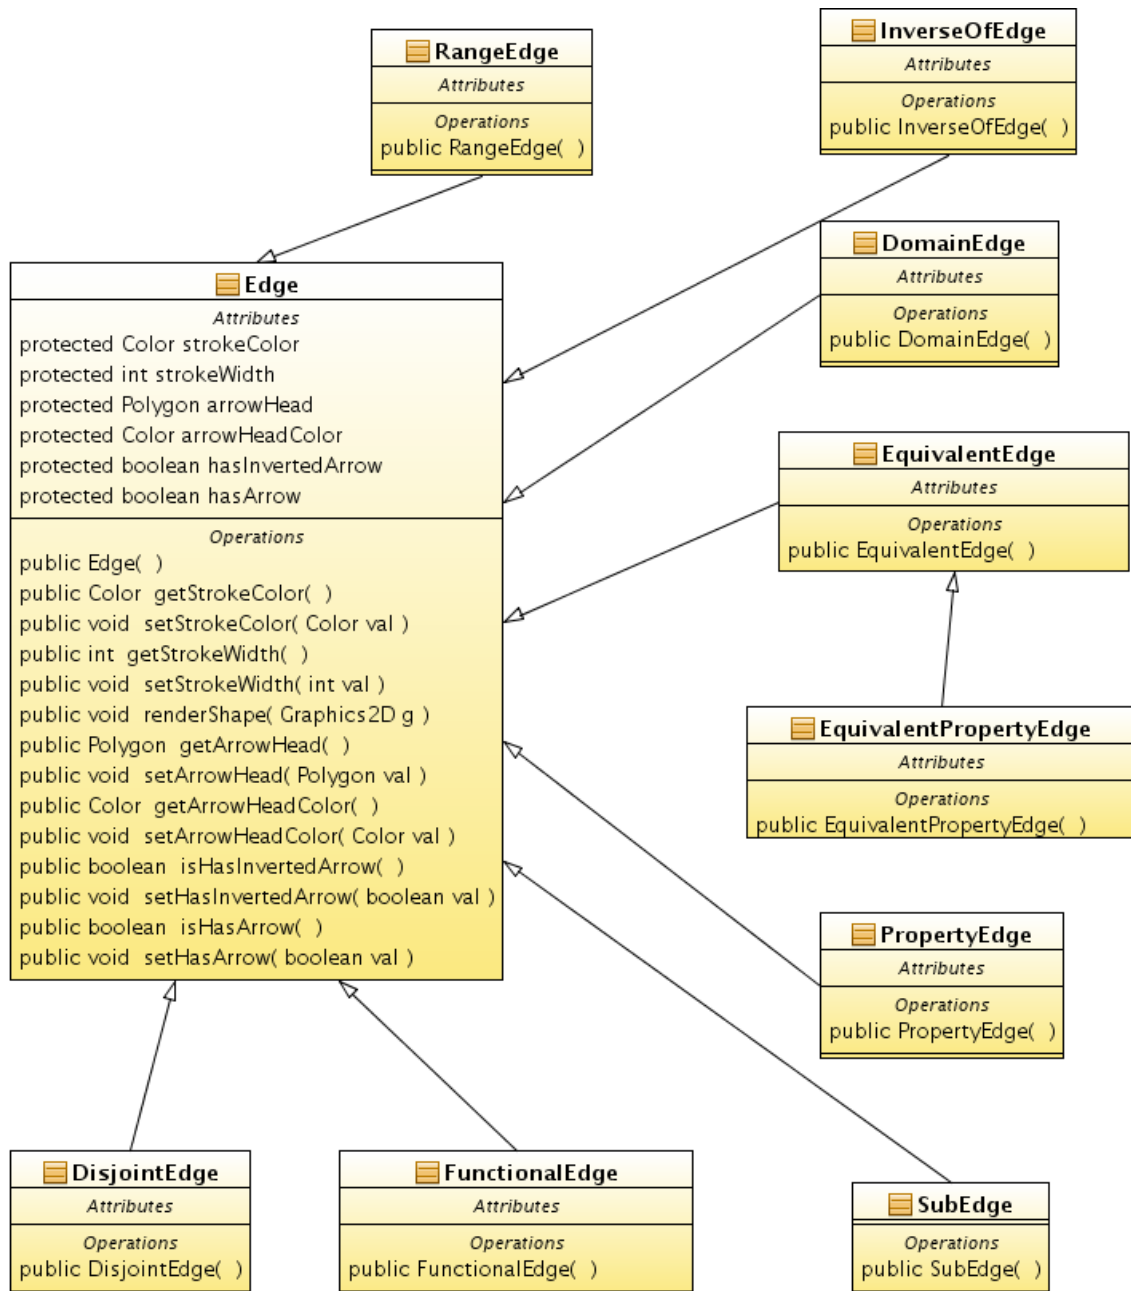 RangeEdge
Attributes
Operations
public RangeEdge(  )
InverseOfEdge
Attributes
Operations
public InverseOfEdge(  )
DomainEdge
Attributes
Operations
public DomainEdge(  )
Edge
Attributes
protected Color strokeColor
protected int strokeWidth
protected Polygon arrowHead
protected Color arrowHeadColor
protected boolean hasInvertedArrow
protected boolean hasArrow
Operations
public Edge(  )
public Color  getStrokeColor(  )
public void  setStrokeColor( Color val )
public int  getStrokeWidth(  )
public void  setStrokeWidth( int val )
public void  renderShape( Graphics2D g )
public Polygon  getArrowHead(  )
public void  setArrowHead( Polygon val )
public Color  getArrowHeadColor(  )
public void  setArrowHeadColor( Color val )
public boolean  isHasInvertedArrow(  )
public void  setHasInvertedArrow( boolean val )
public boolean  isHasArrow(  )
public void  setHasArrow( boolean val )
EquivalentEdge
Attributes
Operations
public EquivalentEdge(  )
EquivalentPropertyEdge
Attributes
Operations
public EquivalentPropertyEdge(  )
PropertyEdge
Attributes
Operations
public PropertyEdge(  )
DisjointEdge
Attributes
Operations
public DisjointEdge(  )
FunctionalEdge
Attributes
Operations
public FunctionalEdge(  )
SubEdge
Operations
public SubEdge(  )